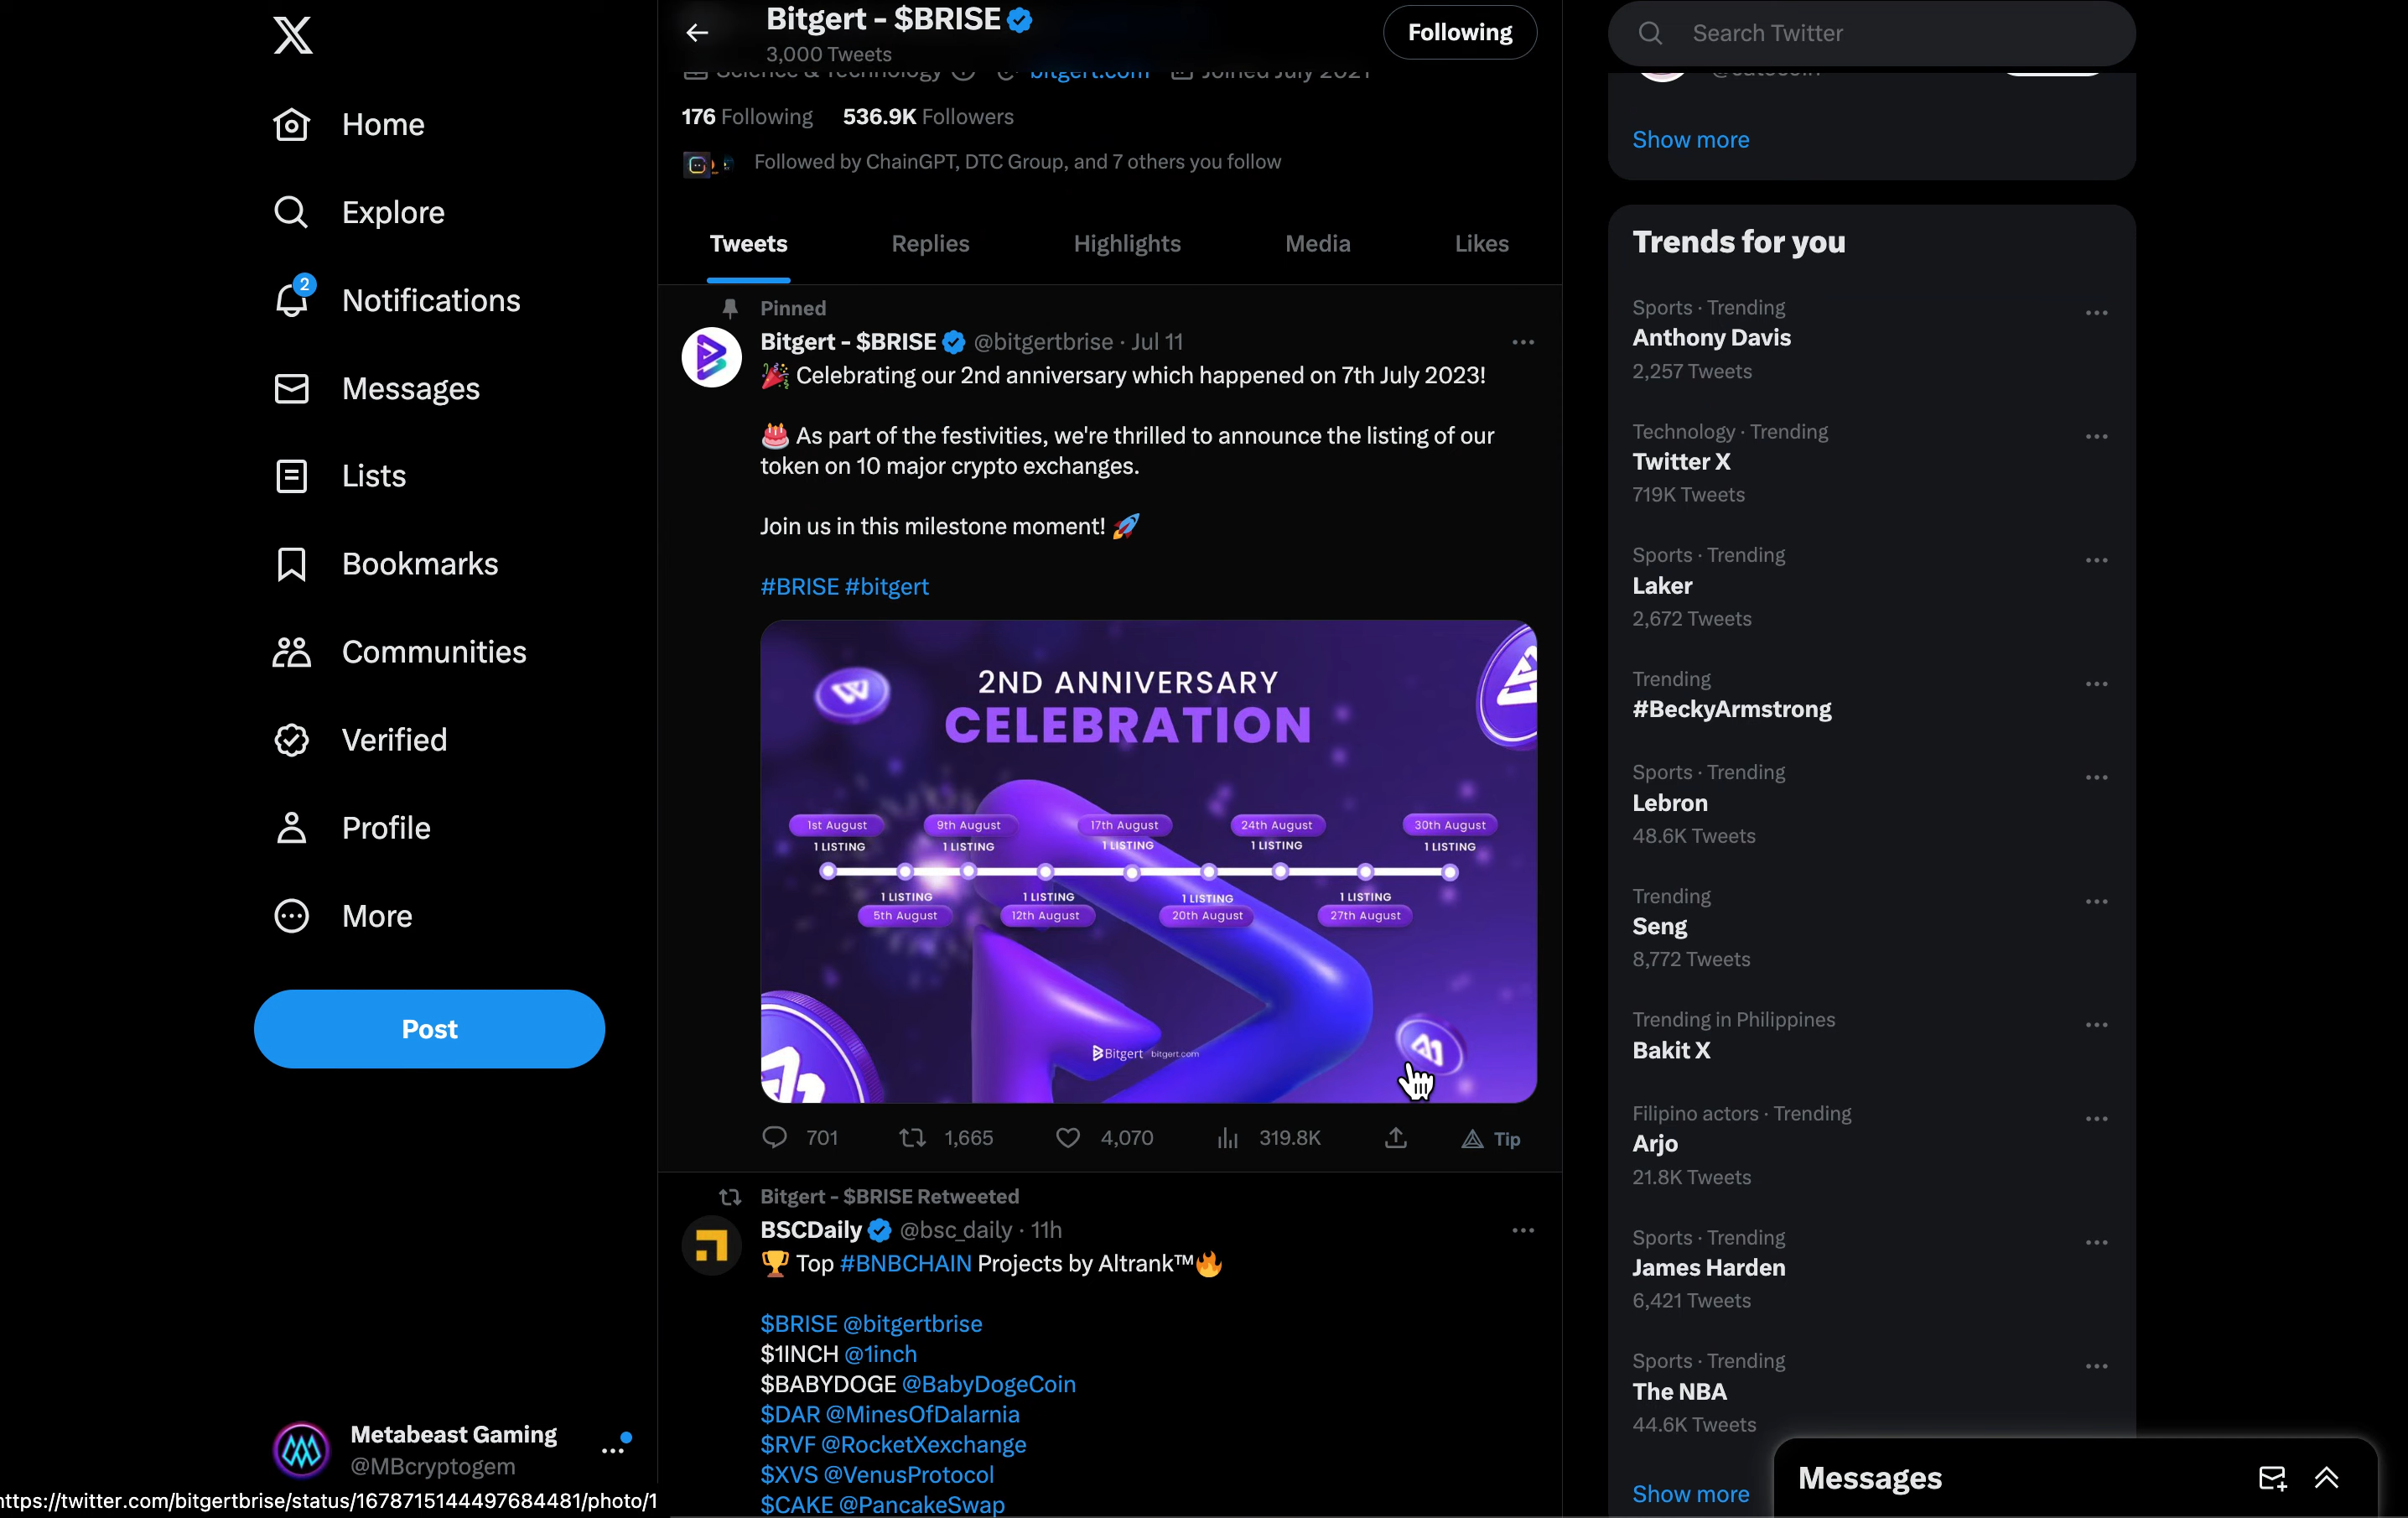 Home
Explore
2
Notifications
Messages
Lists
Bookmarks
Communities
Verified
Profile
More
Post
Metabeast Gaming
@MBcryptogem
ttps://twitter.com/bitgertbrise/status/1678715144497684481/photo/1
Bitgert - $BRISE
3,000 Tweets
Following
Science & Technology bitgert.com Joined July 2021
176 Following 536.9K Followers
Followed by ChainGPT, DTC Group, and 7 others you follow
Tweets Replies Highlights Media Likes
Pinned
Bitgert - $BRISE @bitgertbrise · Jul 11
🎉 Celebrating our 2nd anniversary which happened on 7th July 2023!
🎂 As part of the festivities, we're thrilled to announce the listing of our
token on 10 major crypto exchanges.
Join us in this milestone moment! 🚀
#BRISE #bitgert
2ND ANNIVERSARY
CELEBRATION
1st August 9th August 17th August 24th August 30th August
1 LISTING 1 LISTING 1 LISTING 1 LISTING 1 LISTING
1 LISTING 1 LISTING 1 LISTING 1 LISTING
5th August 12th August 20th August 27th August
Bitgert bitgert.com
701 1,665 4,070 319.8K Tip
Bitgert - $BRISE Retweeted
BSCDaily @bsc_daily · 11h
🏆 Top #BNBCHAIN Projects by Altrank™🔥
$BRISE @bitgertbrise
$1INCH @1inch
$BABYDOGE @BabyDogeCoin
$DAR @MinesOfDalarnia
$RVF @RocketXexchange
$XVS @VenusProtocol
$CAKE @PancakeSwap
Search Twitter
Show more
Trends for you
Sports · Trending
Anthony Davis
2,257 Tweets
Technology · Trending
Twitter X
719K Tweets
Sports · Trending
Laker
2,672 Tweets
Trending
#BeckyArmstrong
Sports · Trending
Lebron
48.6K Tweets
Trending
Seng
8,772 Tweets
Trending in Philippines
Bakit X
Filipino actors · Trending
Arjo
21.8K Tweets
Sports · Trending
James Harden
6,421 Tweets
Sports · Trending
The NBA
44.6K Tweets
Show more
Messages